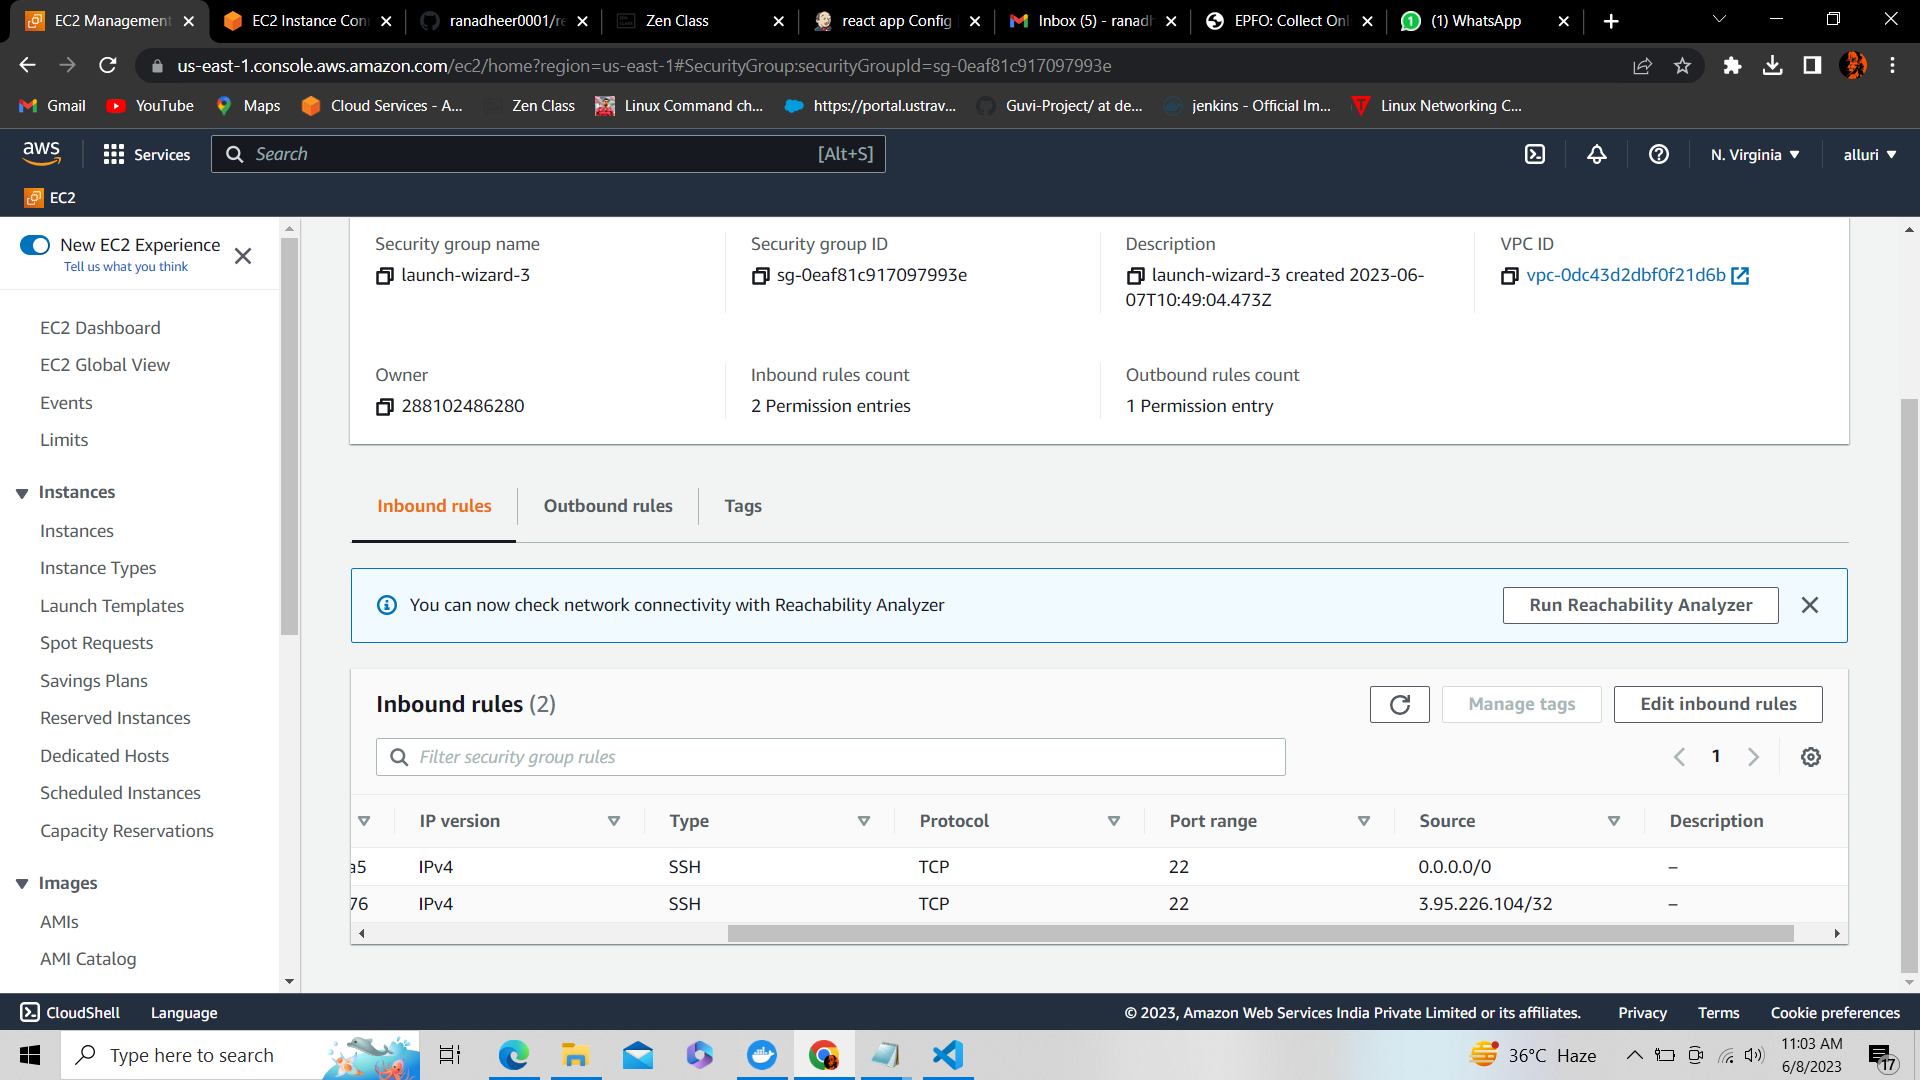 EC2 Management
EC2 Instance Con
ranadheer0001/re
Zen Class
react app Config
Inbox (5) - ranadh
EPFO: Collect Onl
(1) WhatsApp
us-east-1.console.aws.amazon.com/ec2/home?region=us-east-1#SecurityGroup:securityGroupId=sg-0eaf81c917097993e
Gmail
YouTube
Maps
Cloud Services - A...
Zen Class
Linux Command ch...
https://portal.ustrav...
Guvi-Project/ at de...
jenkins - Official Im...
Linux Networking C...
aws
Services
Search
[Alt+S]
N. Virginia
alluri
EC2
New EC2 Experience
Tell us what you think
EC2 Dashboard
EC2 Global View
Events
Limits
Instances
Instances
Instance Types
Launch Templates
Spot Requests
Savings Plans
Reserved Instances
Dedicated Hosts
Scheduled Instances
Capacity Reservations
Images
AMIs
AMI Catalog
Security group name
launch-wizard-3
Security group ID
sg-0eaf81c917097993e
Description
launch-wizard-3 created 2023-06-
07T10:49:04.473Z
VPC ID
vpc-0dc43d2dbf0f21d6b
Owner
288102486280
Inbound rules count
2 Permission entries
Outbound rules count
1 Permission entry
Inbound rules
Outbound rules
Tags
You can now check network connectivity with Reachability Analyzer
Run Reachability Analyzer
Inbound rules (2)
Manage tags
Edit inbound rules
Filter security group rules
1
IP version Type Protocol Port range Source Description
a5 IPv4 SSH TCP 22 0.0.0.0/0 –
76 IPv4 SSH TCP 22 3.95.226.104/32 –
CloudShell
Language
© 2023, Amazon Web Services India Private Limited or its affiliates.
Privacy
Terms
Cookie preferences
Type here to search
36°C Haze
11:03 AM
6/8/2023
17